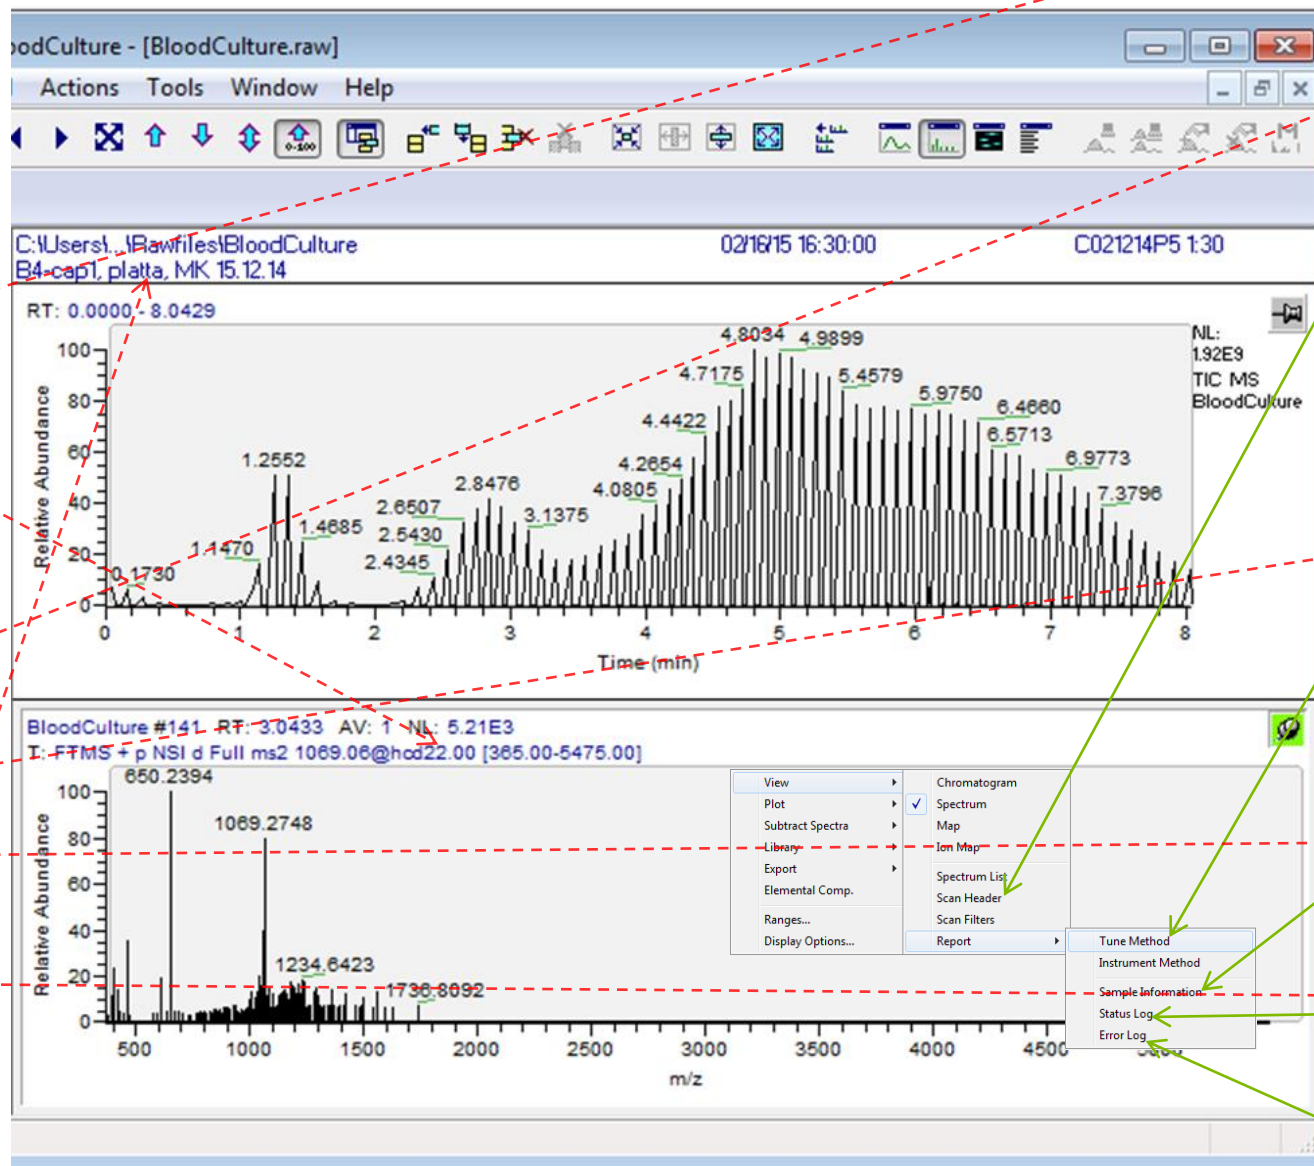 oodCulture - [BloodCulture.raw]
Actions Tools Window Help
0-100
C:\Users\...\Rawfiles\BloodCulture 02/16/15 16:30:00 C021214P5 1:30
B4-cap1, platta, MK 15.12.14
RT: 0.0000 - 8.0429
NL:
1.92E9
TIC MS
BloodCulture
Relative Abundance
100
80
60
40
20
0
0.1730
1.1470
1.2552
1.4685
2.4345
2.5430
2.6507
2.8476
3.1375
4.0805
4.2654
4.4422
4.7175
4.8034
4.9899
5.4579
5.9750
6.4660
6.5713
6.9773
7.3796
0 1 2 3 4 5 6 7 8
Time (min)
BloodCulture #141 RT: 3.0433 AV: 1 NL: 5.21E3
T: FTMS + p NSI d Full ms2 1069.06@hcd22.00 [365.00-5475.00]
Relative Abundance
100
80
60
40
20
0
650.2394
1069.2748
1234.6423
1736.8092
500 1000 1500 2000 2500 3000 3500 4000 4500
m/z
View
Plot
Subtract Spectra
Library
Export
Elemental Comp.
Ranges...
Display Options...
Chromatogram
Spectrum
Map
Ion Map
Spectrum List
Scan Header
Scan Filters
Report
Tune Method
Instrument Method
Sample Information
Status Log
Error Log